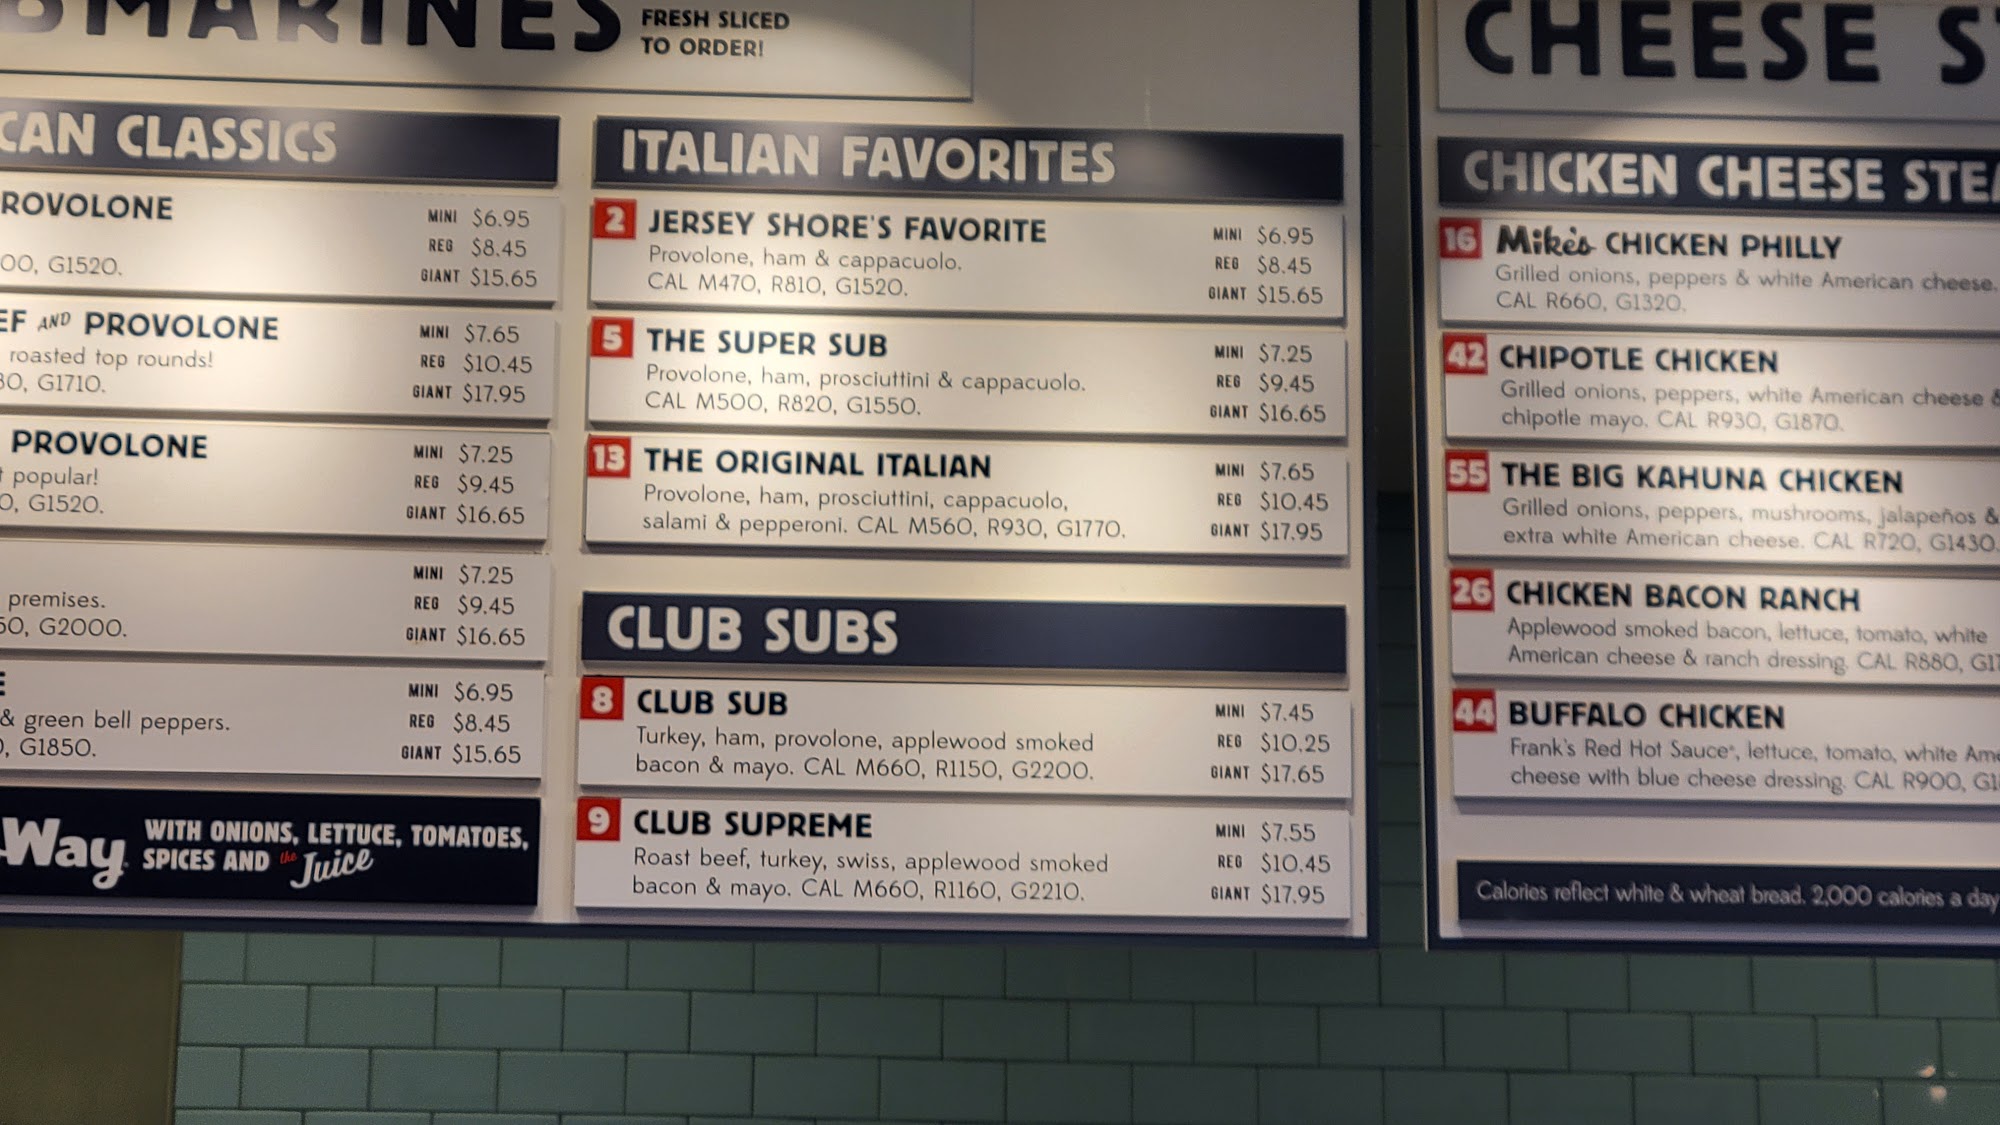 FRESH SLICED
TO ORDER!
CLASSICS
PROVOLONE
MINI $6.95
REG $8.45
G1520.
GIANT $15.65
AND PROVOLONE
MINI $7.65
roasted top rounds!
REG $10.45
G1710.
GIANT $17.95
PROVOLONE
MINI $7.25
popular!
REG $9.45
G1520.
GIANT $16.65
MINI $7.25
premises.
REG $9.45
G2000.
GIANT $16.65
MINI $6.95
& green bell peppers.
REG $8.45
G1850.
GIANT $15.65
Way WITH ONIONS, LETTUCE, TOMATOES,
SPICES AND the Juice
ITALIAN FAVORITES
2 JERSEY SHORE'S FAVORITE MINI $6.95
Provolone, ham & cappacuolo. REG $8.45
CAL M470, R810, G1520. GIANT $15.65
5 THE SUPER SUB MINI $7.25
Provolone, ham, prosciuttini & cappacuolo. REG $9.45
CAL M500, R820, G1550. GIANT $16.65
13 THE ORIGINAL ITALIAN MINI $7.65
Provolone, ham, prosciuttini, cappacuolo, REG $10.45
salami & pepperoni. CAL M560, R930, G1770. GIANT $17.95
CLUB SUBS
8 CLUB SUB MINI $7.45
Turkey, ham, provolone, applewood smoked REG $10.25
bacon & mayo. CAL M660, R1150, G2200. GIANT $17.65
9 CLUB SUPREME MINI $7.55
Roast beef, turkey, swiss, applewood smoked REG $10.45
bacon & mayo. CAL M660, R1160, G2210. GIANT $17.95
CHEESE
CHICKEN CHEESE
16 Mike's CHICKEN PHILLY
Grilled onions, peppers & white American cheese.
CAL R660, G1320.
42 CHIPOTLE CHICKEN
Grilled onions, peppers, white American cheese &
chipotle mayo. CAL R930, G1870.
55 THE BIG KAHUNA CHICKEN
Grilled onions, peppers, mushrooms, jalapeños &
extra white American cheese. CAL R720, G1430.
26 CHICKEN BACON RANCH
Applewood smoked bacon, lettuce, tomato, white
American cheese & ranch dressing. CAL R880,
44 BUFFALO CHICKEN
Frank's Red Hot Sauce®, lettuce, tomato, white
cheese with blue cheese dressing. CAL R900,
Calories reflect white & wheat bread. 2,000 calories a day